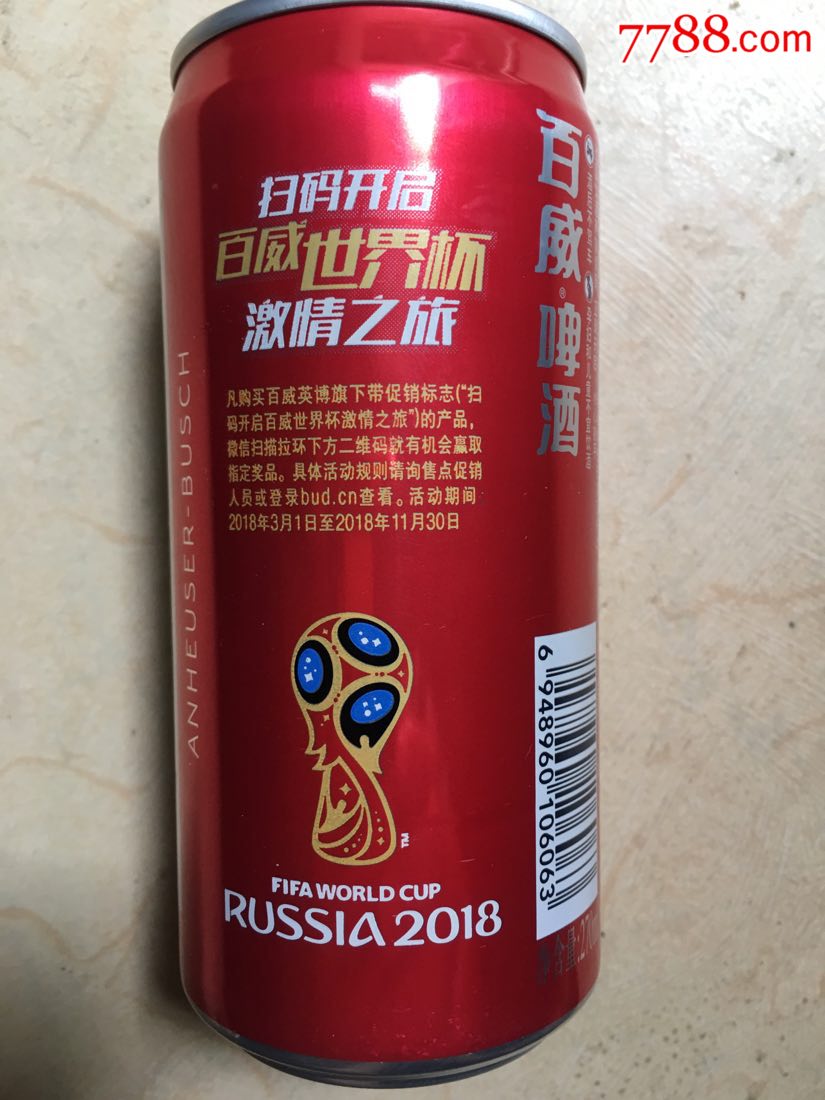 7788.com
扫码开启
百威世界杯
激情之旅
凡购买百威英博旗下带促销标志(“扫
码开启百威世界杯激情之旅”)的产品，
微信扫描拉环下方二维码就有机会赢取
指定奖品。具体活动规则请询售点促销
人员或登录bud.cn查看。活动期间
2018年3月1日至2018年11月30日
ANHEUSER-BUSCH
百威®啤酒
TM
FIFA WORLD CUP
RUSSIA 2018
6 948960 106063
净含量:270